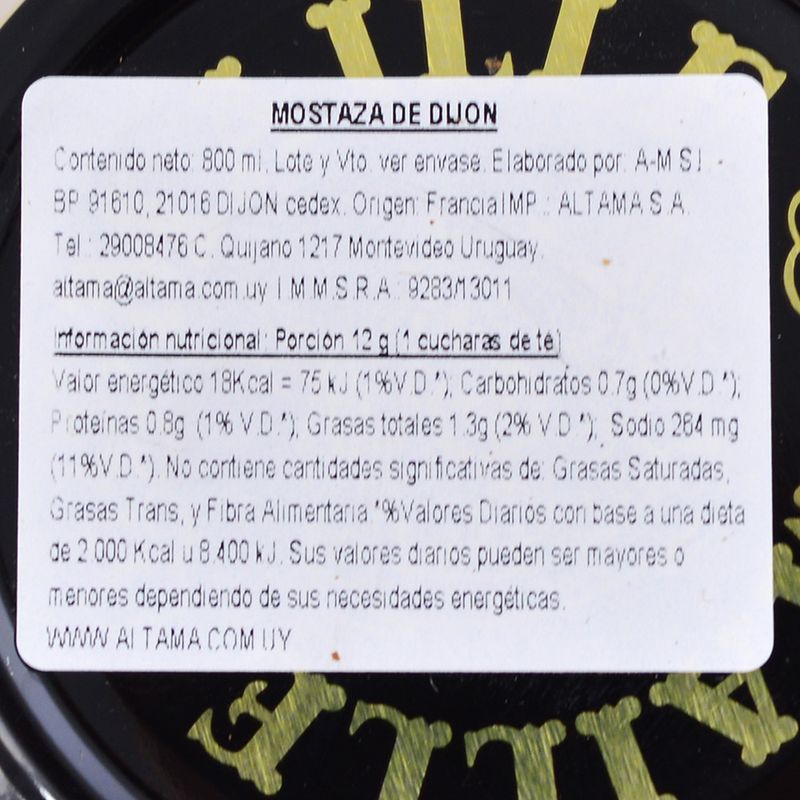 MOSTAZA DE DIJON
Contenido neto: 800 ml. Lote y Vto. ver envase. Elaborado por: A-M S.I. -
BP 91610, 21016 DIJON cedex. Origen: Francia IMP.: ALTAMA S.A.
Tel.: 29008476 C. Quijano 1217 Montevideo Uruguay.
altama@altama.com.uy I.M.M.S.R.A.: 9283/13011
Información nutricional: Porción 12 g (1 cucharas de té)
Valor energético 18Kcal = 75 kJ (1%V.D.*); Carbohidratos 0.7g (0%V.D.*);
Proteínas 0.8g (1% V.D.*); Grasas totales 1.3g (2% V.D.*); Sodio 264 mg
(11%V.D.*). No contiene cantidades significativas de: Grasas Saturadas,
Grasas Trans, y Fibra Alimentaria.*%Valores Diarios con base a una dieta
de 2.000 Kcal u 8.400 kJ. Sus valores diarios pueden ser mayores o
menores dependiendo de sus necesidades energéticas.
WWW.ALTAMA.COM.UY